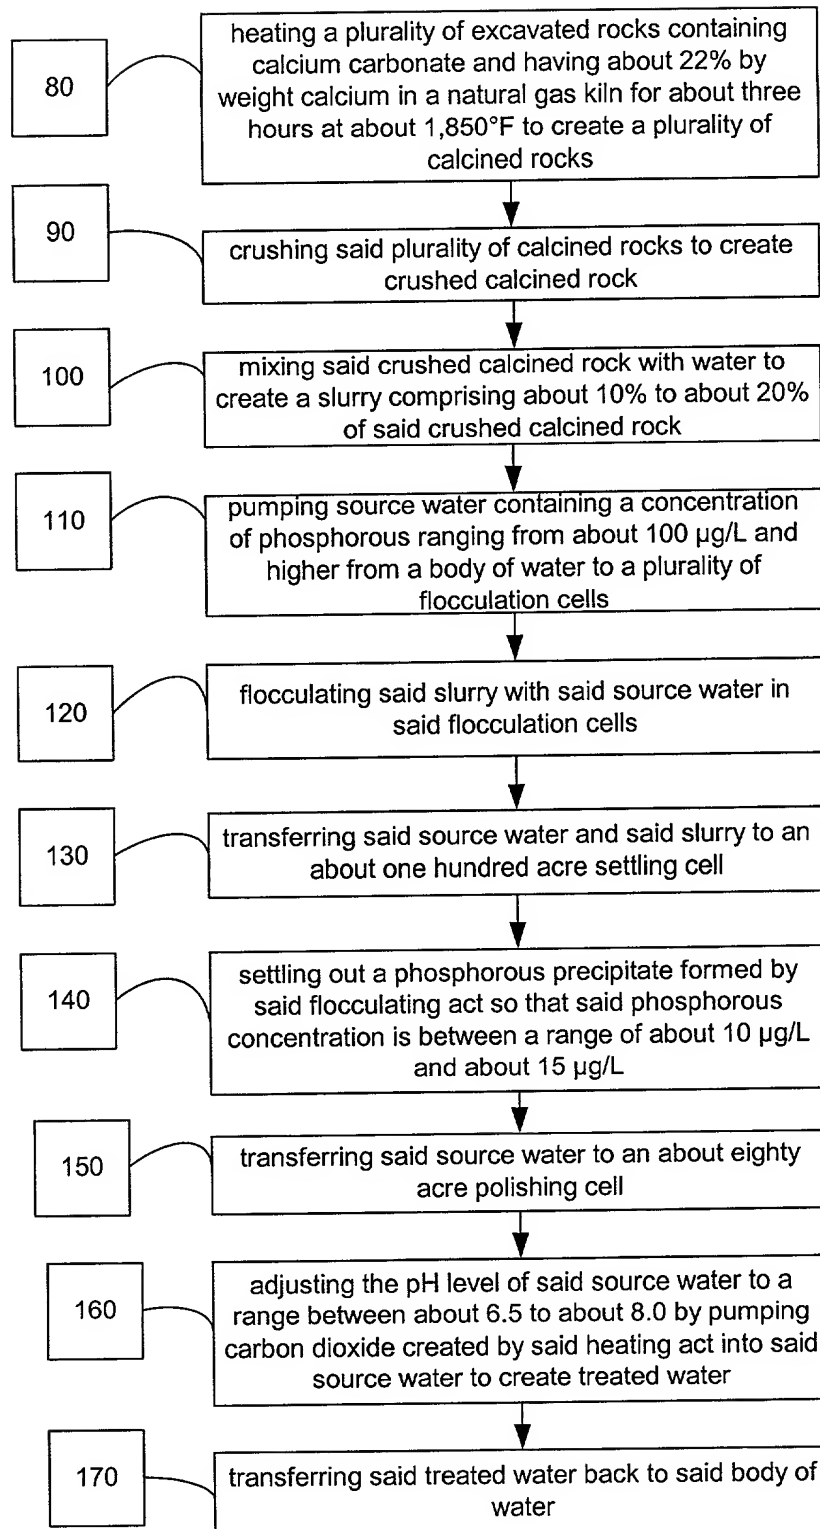 80
heating a plurality of excavated rocks containing
calcium carbonate and having about 22% by
weight calcium in a natural gas kiln for about three
hours at about 1,850°F to create a plurality of
calcined rocks
90
crushing said plurality of calcined rocks to create
crushed calcined rock
100
mixing said crushed calcined rock with water to
create a slurry comprising about 10% to about 20%
of said crushed calcined rock
110
pumping source water containing a concentration
of phosphorous ranging from about 100 µg/L and
higher from a body of water to a plurality of
flocculation cells
120
flocculating said slurry with said source water in
said flocculation cells
130
transferring said source water and said slurry to an
about one hundred acre settling cell
140
settling out a phosphorous precipitate formed by
said flocculating act so that said phosphorous
concentration is between a range of about 10 µg/L
and about 15 µg/L
150
transferring said source water to an about eighty
acre polishing cell
160
adjusting the pH level of said source water to a
range between about 6.5 to about 8.0 by pumping
carbon dioxide created by said heating act into said
source water to create treated water
170
transferring said treated water back to said body of
water